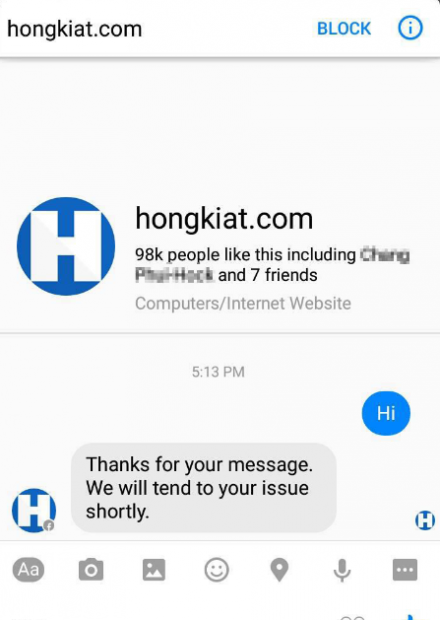 hongkiat.com
BLOCK
H
hongkiat.com
98k people like this including
and 7 friends
Computers/Internet Website
5:13 PM
Hi
Thanks for your message.
We will tend to your issue
shortly.
H
H
Aa